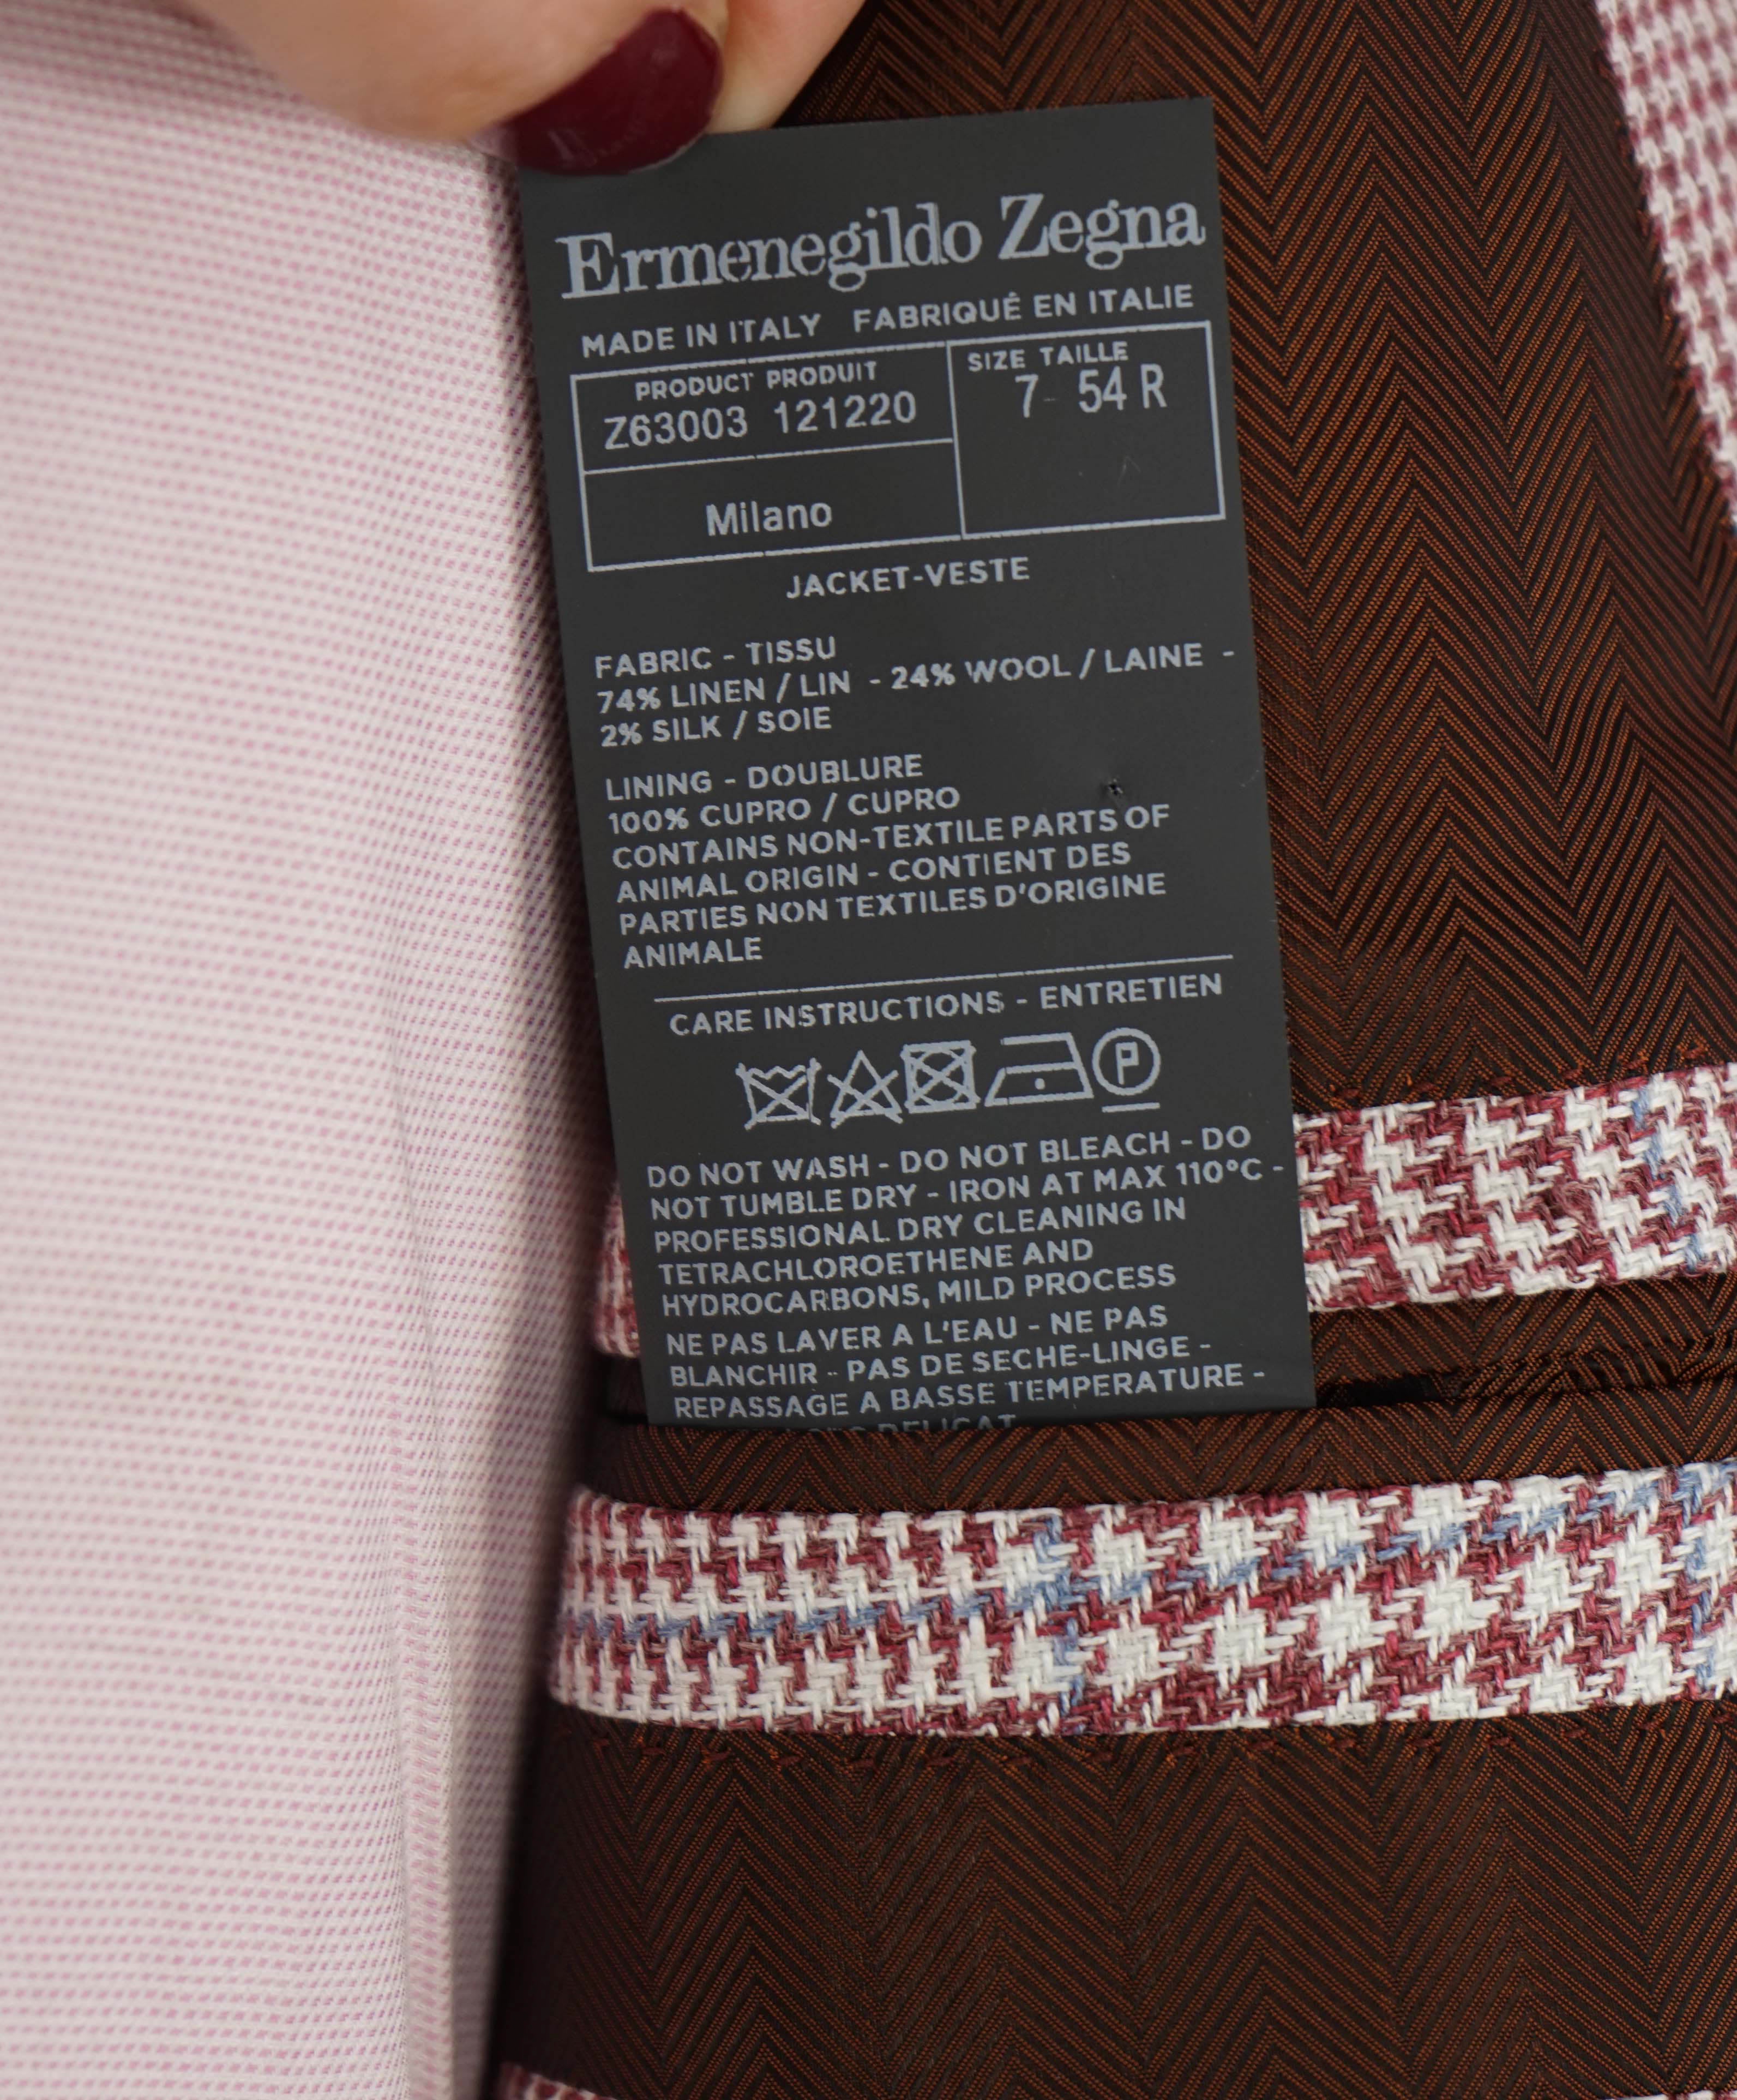 Ermenegildo Zegna
MADE IN ITALY FABRIQUÉ EN ITALIE
PRODUCT PRODUIT
Z63003 121220
SIZE TAILLE
7 54 R
Milano
JACKET-VESTE
FABRIC - TISSU
74% LINEN / LIN - 24% WOOL / LAINE -
2% SILK / SOIE
LINING - DOUBLURE
100% CUPRO / CUPRO
CONTAINS NON-TEXTILE PARTS OF
ANIMAL ORIGIN - CONTIENT DES
PARTIES NON TEXTILES D'ORIGINE
ANIMALE
CARE INSTRUCTIONS - ENTRETIEN
P
DO NOT WASH - DO NOT BLEACH - DO
NOT TUMBLE DRY - IRON AT MAX 110°C -
PROFESSIONAL DRY CLEANING IN
TETRACHLOROETHENE AND
HYDROCARBONS, MILD PROCESS
NE PAS LAVER A L'EAU - NE PAS
BLANCHIR - PAS DE SECHE-LINGE -
REPASSAGE A BASSE TEMPERATURE -
DELICAT